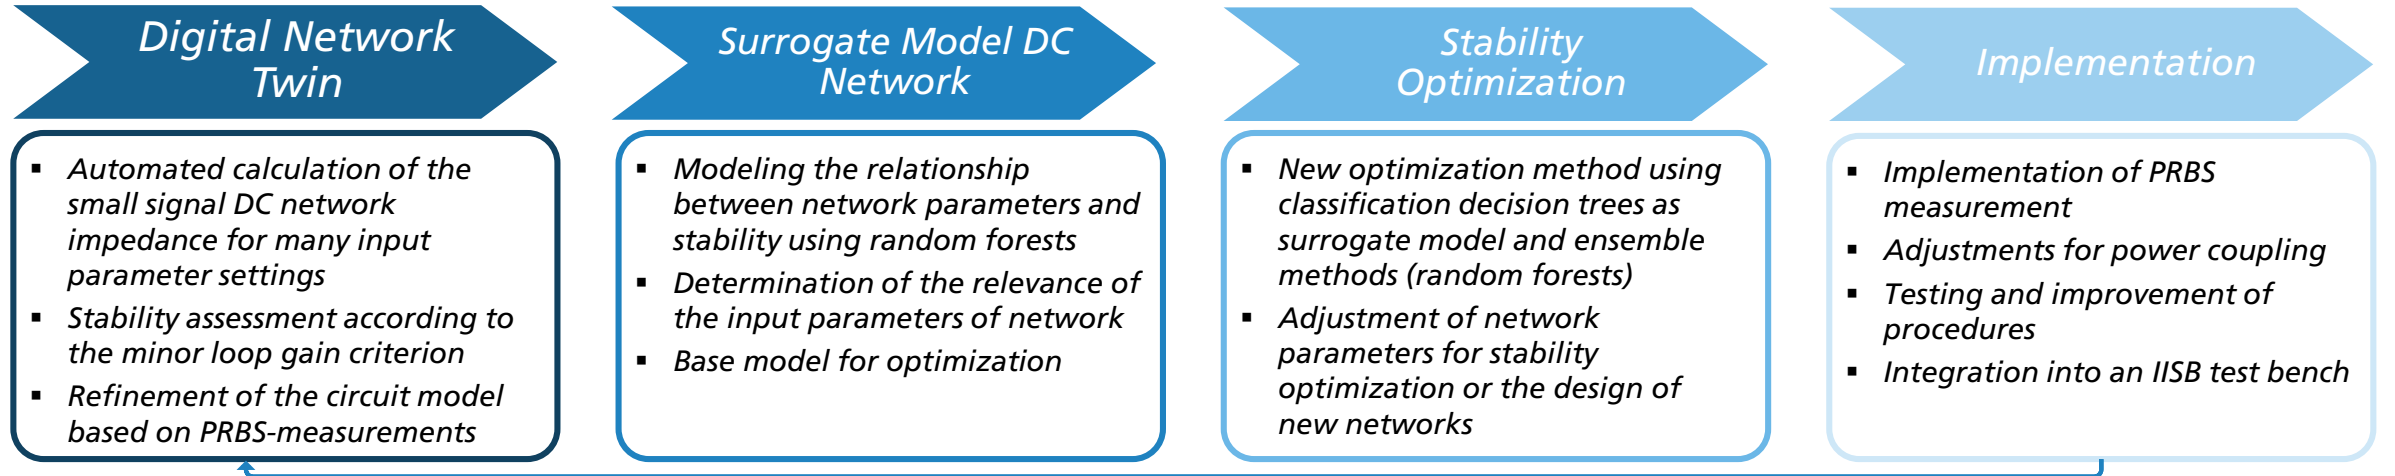 Digital Network
Twin
▪ Automated calculation of the
small signal DC network
impedance for many input
parameter settings
▪ Stability assessment according to
the minor loop gain criterion
▪ Refinement of the circuit model
based on PRBS-measurements
Surrogate Model DC
Network
▪ Modeling the relationship
between network parameters and
stability using random forests
▪ Determination of the relevance of
the input parameters of network
▪ Base model for optimization
Stability
Optimization
▪ New optimization method using
classification decision trees as
surrogate model and ensemble
methods (random forests)
▪ Adjustment of network
parameters for stability
optimization or the design of
new networks
Implementation
▪ Implementation of PRBS
measurement
▪ Adjustments for power coupling
▪ Testing and improvement of
procedures
▪ Integration into an IISB test bench